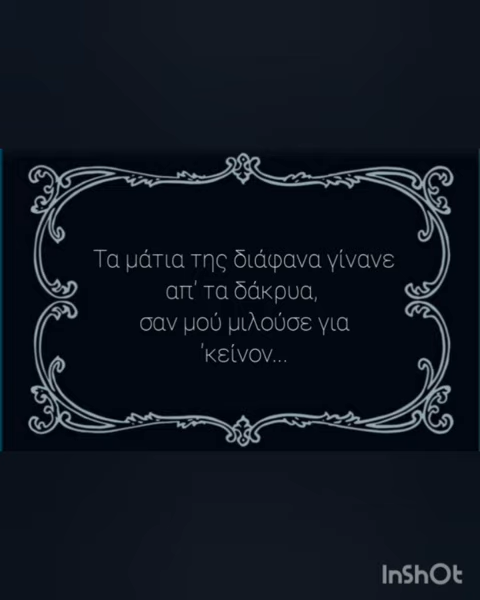 Τα μάτια της διάφανα γίνανε
απ' τα δάκρυα,
σαν μού μιλούσε για
'κείνον...
InShOt